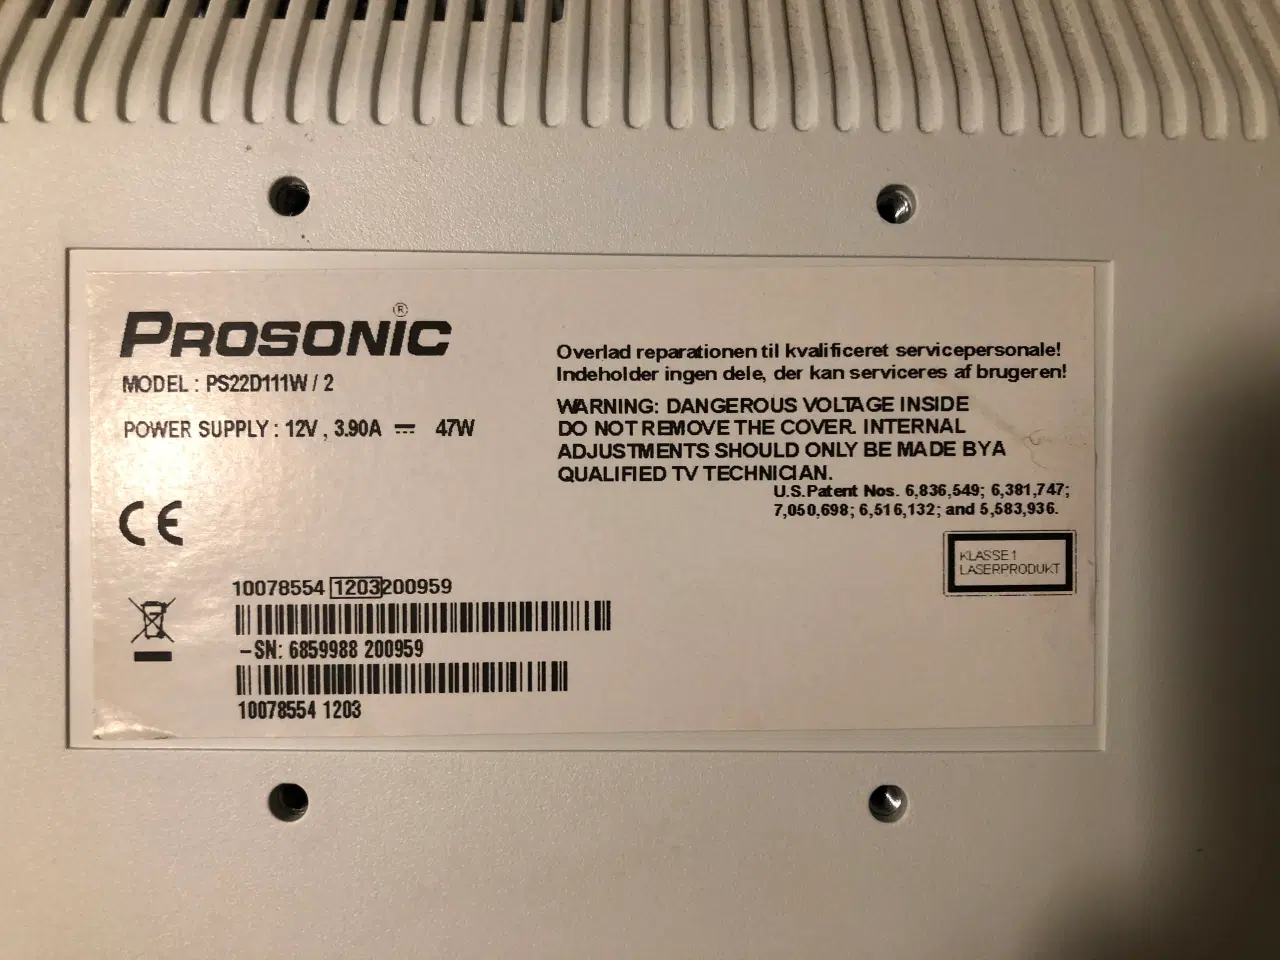 PROSONIC ®
MODEL : PS22D111W / 2
POWER SUPPLY : 12V , 3.90A ⎓ 47W
CE
Overlad reparationen til kvalificeret servicepersonale!
Indeholder ingen dele, der kan serviceres af brugeren!
WARNING: DANGEROUS VOLTAGE INSIDE
DO NOT REMOVE THE COVER. INTERNAL
ADJUSTMENTS SHOULD ONLY BE MADE BY A
QUALIFIED TV TECHNICIAN.
U.S.Patent Nos. 6,836,549; 6,381,747;
7,050,698; 6,516,132; and 5,583,936.
KLASSE 1
LASERPRODUKT
10078554 1203 200959
-SN: 6859988 200959
10078554 1203